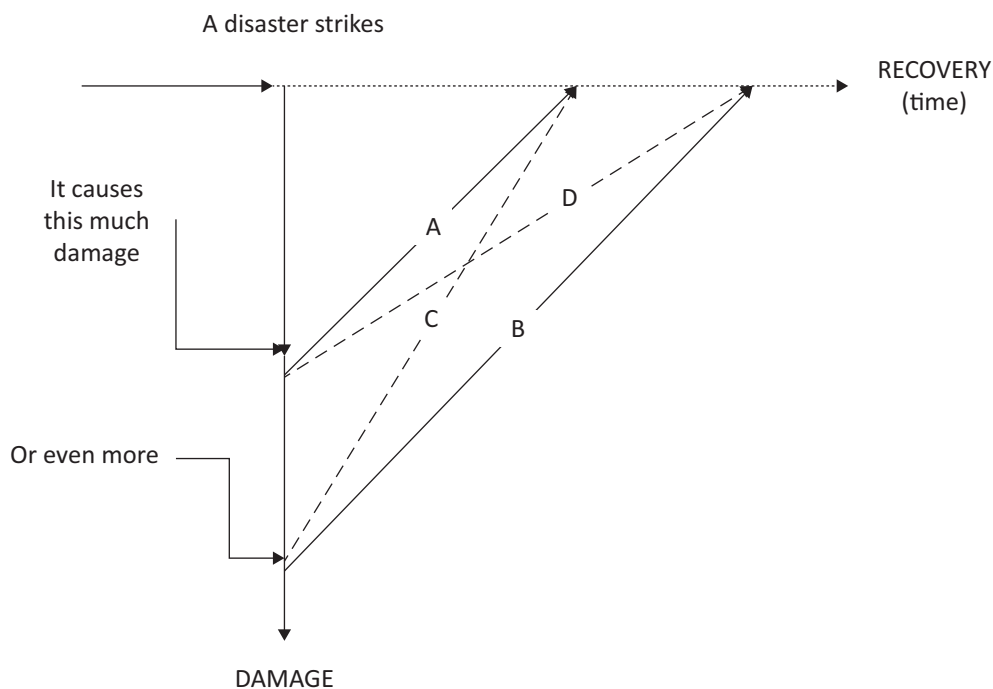 A disaster strikes
RECOVERY
(time)
It causes
this much
damage
A
D
C
B
Or even more
DAMAGE